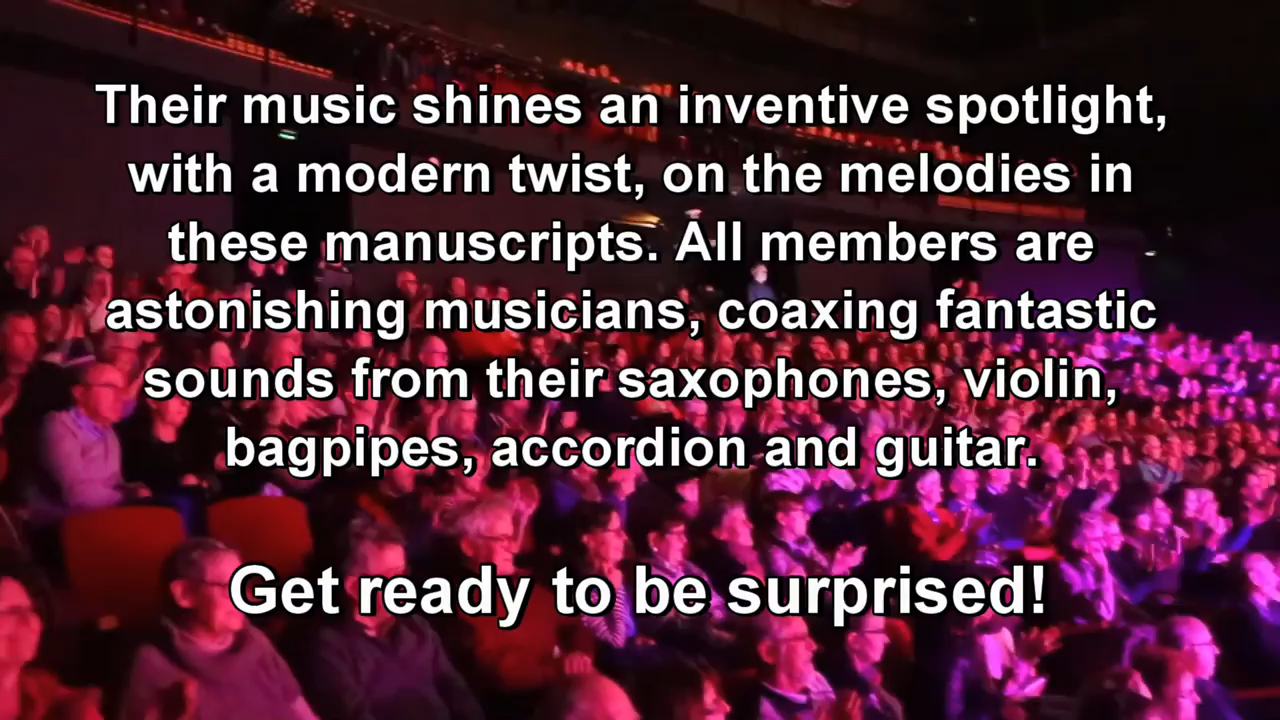 Their music shines an inventive spotlight,
with a modern twist, on the melodies in
these manuscripts. All members are
astonishing musicians, coaxing fantastic
sounds from their saxophones, violin,
bagpipes, accordion and guitar.
Get ready to be surprised!